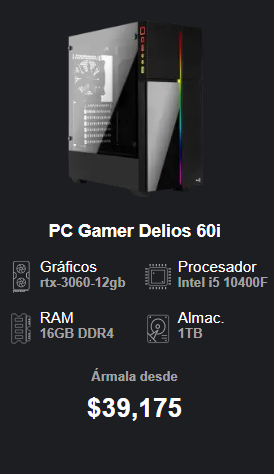 PC Gamer Delios 60i
Gráficos
rtx-3060-12gb
Procesador
Intel i5 10400F
RAM
16GB DDR4
Almac.
1TB
Ármala desde
$39,175